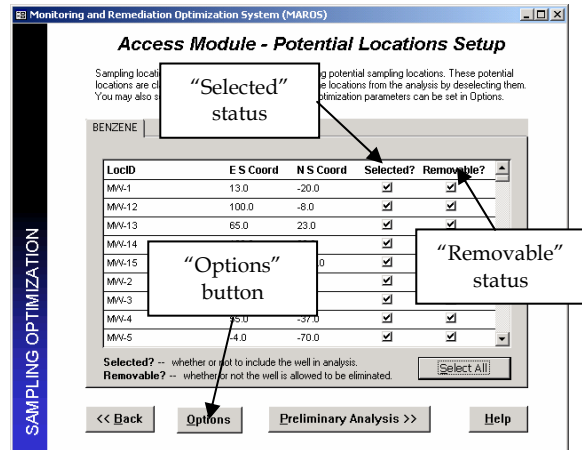 Monitoring and Remediation Optimization System (MAROS)
Access Module - Potential Locations Setup
Sampling locati g potential sampling locations. These potential
locations are cl e locations from the analysis by deselecting them.
You may also s ptimization parameters can be set in Options.
"Selected"
status
BENZENE
LocID E S Coord N S Coord Selected? Removable?
MW-1 13.0 -20.0
MW-12 100.0 -8.0
MW-13 65.0 23.0
MW-14
MW-15
MW-2
MW-3
MW-4 -37.0
MW-5 -4.0 -70.0
"Options"
button
"Removable"
status
Selected? -- whether or not to include the well in analysis.
Removable? -- whether or not the well is allowed to be eliminated.
Select All
SAMPLING OPTIMIZATION
<< Back Options Preliminary Analysis >> Help